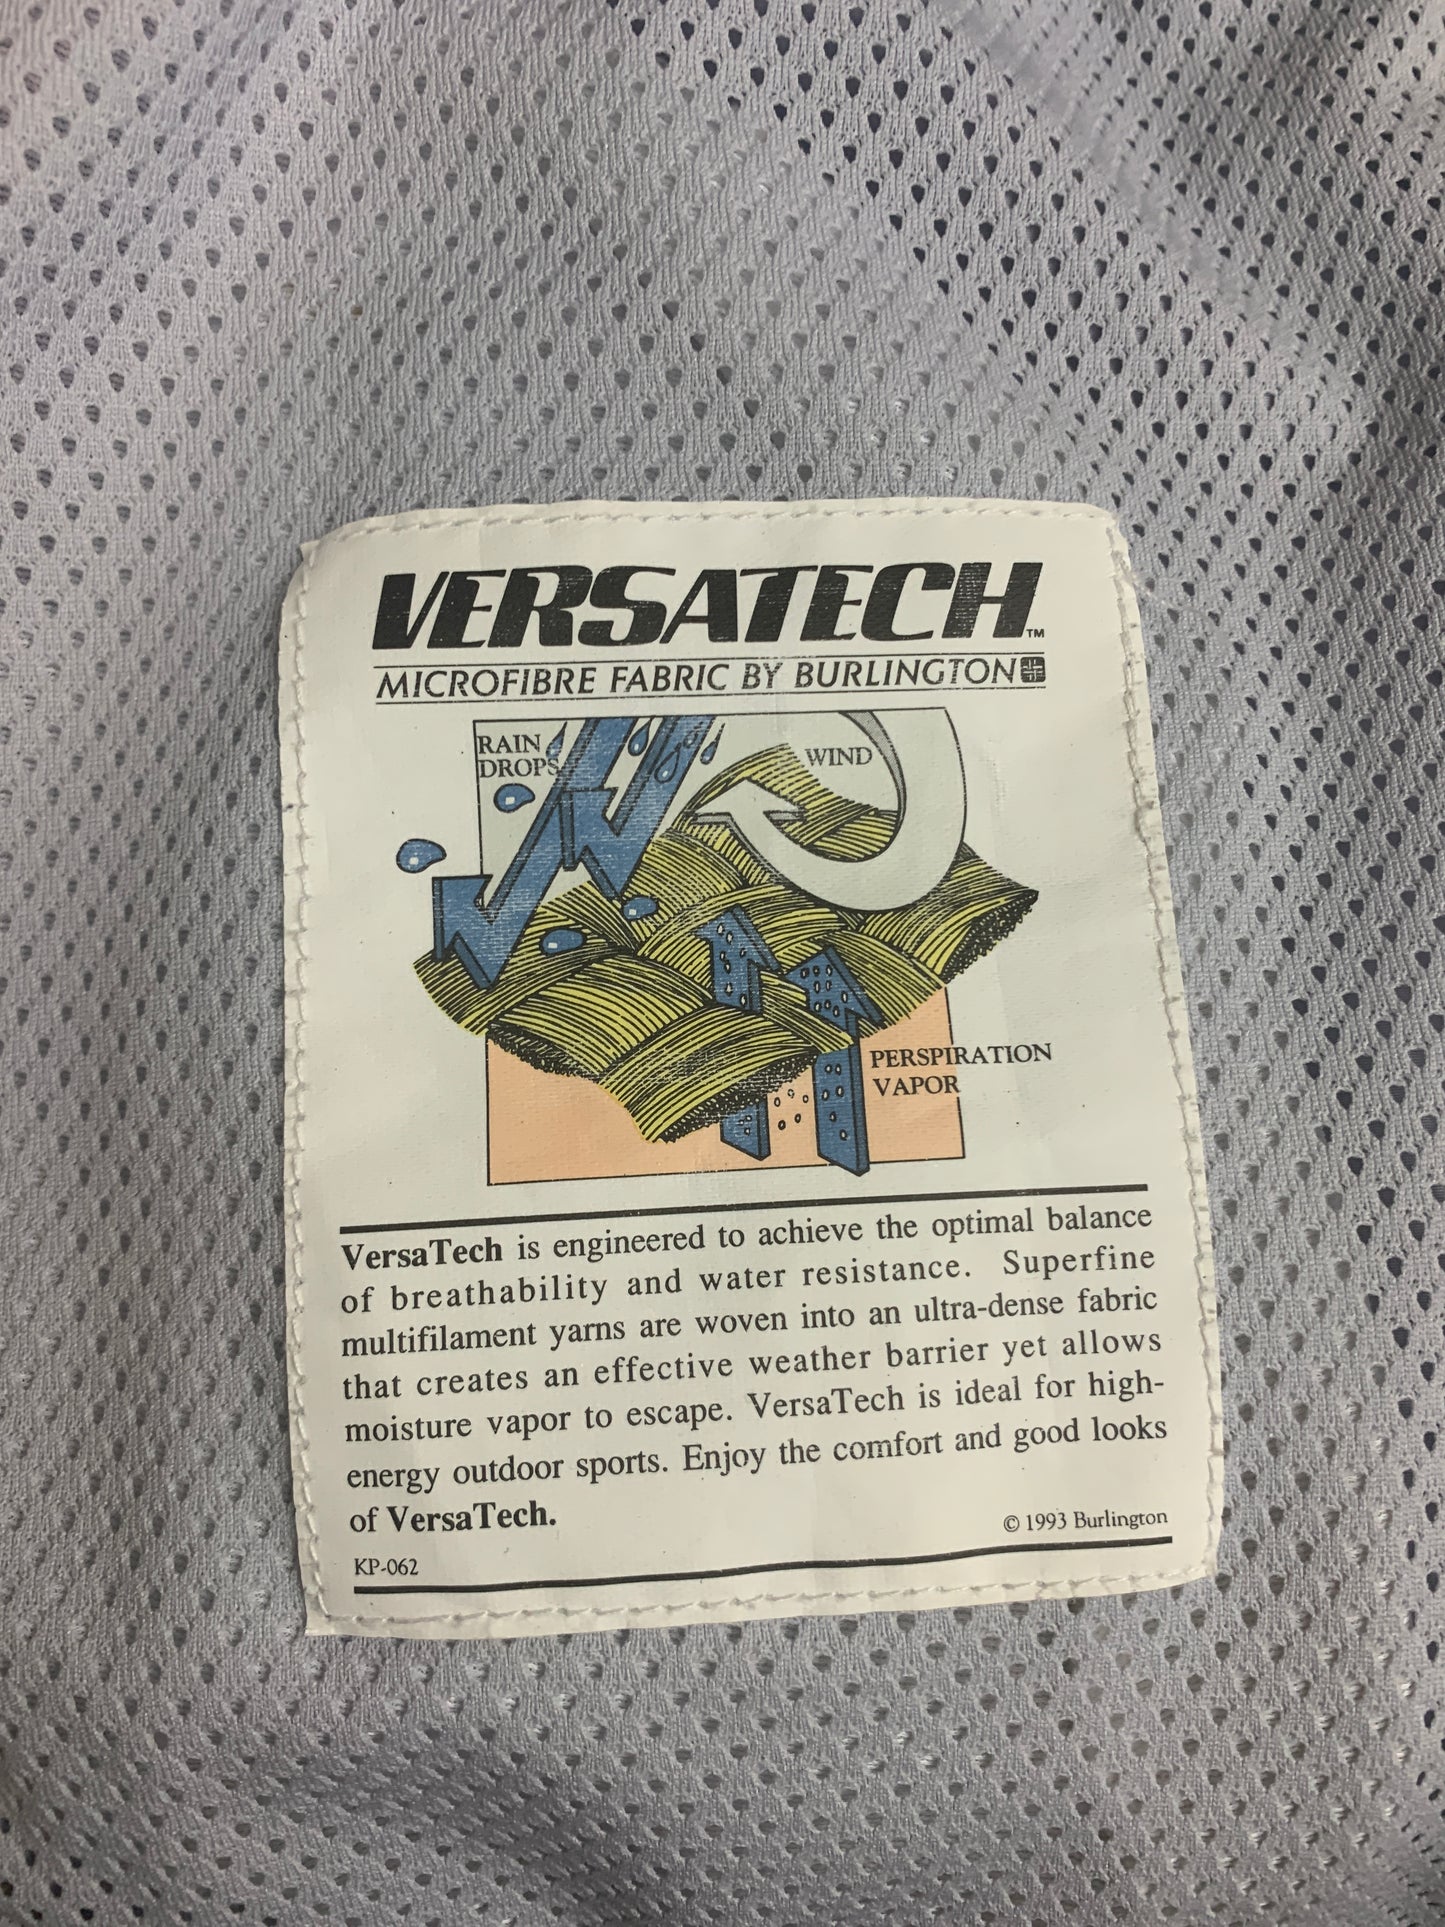 VERSATECH™
MICROFIBRE FABRIC BY BURLINGTON
RAIN
DROPS
WIND
PERSPIRATION
VAPOR
VersaTech is engineered to achieve the optimal balance
of breathability and water resistance. Superfine
multifilament yarns are woven into an ultra-dense fabric
that creates an effective weather barrier yet allows
moisture vapor to escape. VersaTech is ideal for high-
energy outdoor sports. Enjoy the comfort and good looks
of VersaTech.
© 1993 Burlington
KP-062